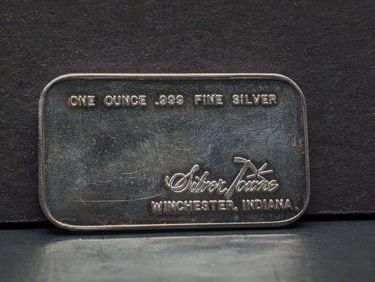 ONE OUNCE .999 FINE SILVER
Silver Towne
WINCHESTER, INDIANA